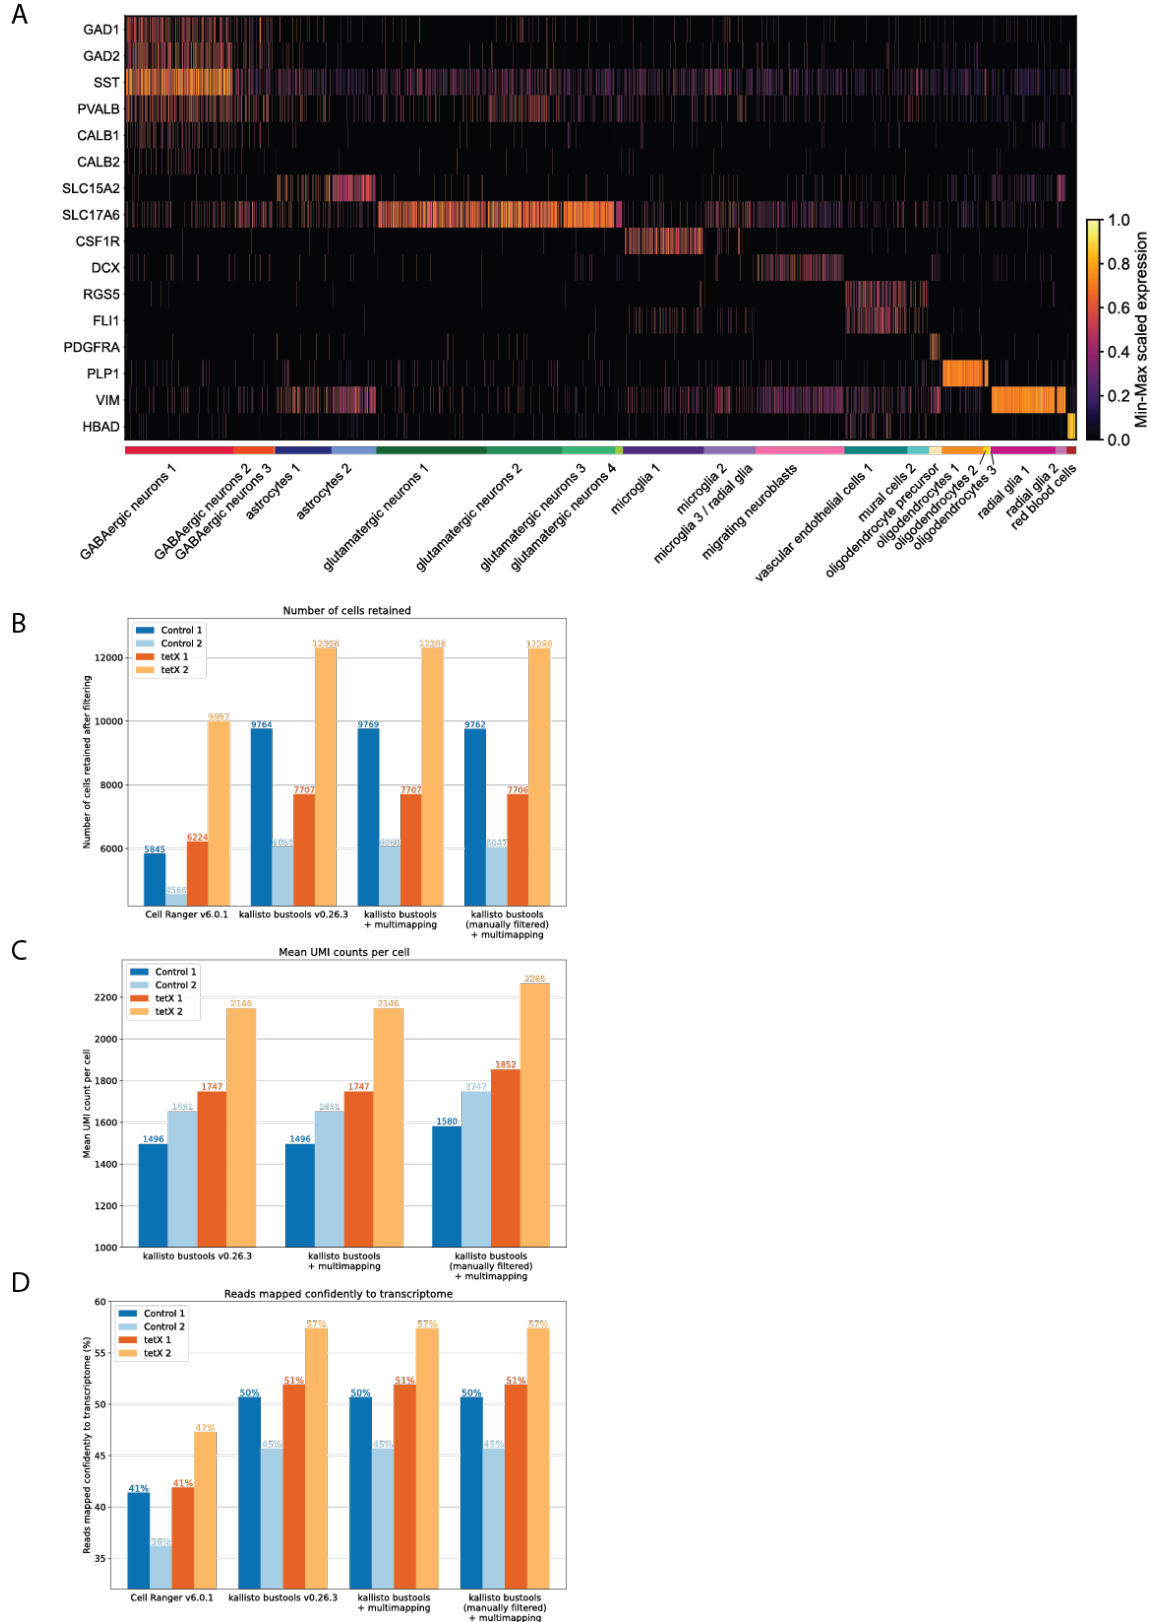 A
GAD1
GAD2
SST
PVALB
CALB1
CALB2
SLC15A2
SLC17A6
CSF1R
DCX
RGS5
FLI1
PDGFRA
PLP1
VIM
HBAD
1.0
0.8
0.6
0.4
0.2
0.0
Min-Max scaled expression
GABAergic neurons 1
GABAergic neurons 2
GABAergic neurons 3
astrocytes 1
astrocytes 2
glutamatergic neurons 1
glutamatergic neurons 2
glutamatergic neurons 3
glutamatergic neurons 4
microglia 1
microglia 2
microglia 3 / radial glia
migrating neuroblasts
vascular endothelial cells 1
mural cells 2
oligodendrocyte precursor
oligodendrocytes 1
oligodendrocytes 2
oligodendrocytes 3
radial glia 1
radial glia 2
red blood cells
B
Number of cells retained
Control 1
Control 2
tetX 1
tetX 2
Number of cells retained after filtering
12000
10000
8000
6000
5845
4566
6224
9764
7707
12308
9769
7707
12308
9762
6047
7706
Cell Ranger v6.0.1
kallisto bustools v0.26.3
kallisto bustools
+ multimapping
kallisto bustools
(manually filtered)
+ multimapping
C
Mean UMI counts per cell
Control 1
Control 2
tetX 1
tetX 2
Mean UMI count per cell
2200
2000
1800
1600
1400
1200
1000
1496
1651
1747
2146
1496
1651
1747
2146
1580
1747
1852
kallisto bustools v0.26.3
kallisto bustools
+ multimapping
kallisto bustools
(manually filtered)
+ multimapping
D
Reads mapped confidently to transcriptome
Control 1
Control 2
tetX 1
tetX 2
Reads mapped confidently to transcriptome (%)
60
55
50
45
40
35
41%
41%
47%
50%
45%
51%
57%
50%
45%
51%
57%
50%
45%
51%
57%
Cell Ranger v6.0.1
kallisto bustools v0.26.3
kallisto bustools
+ multimapping
kallisto bustools
(manually filtered)
+ multimapping